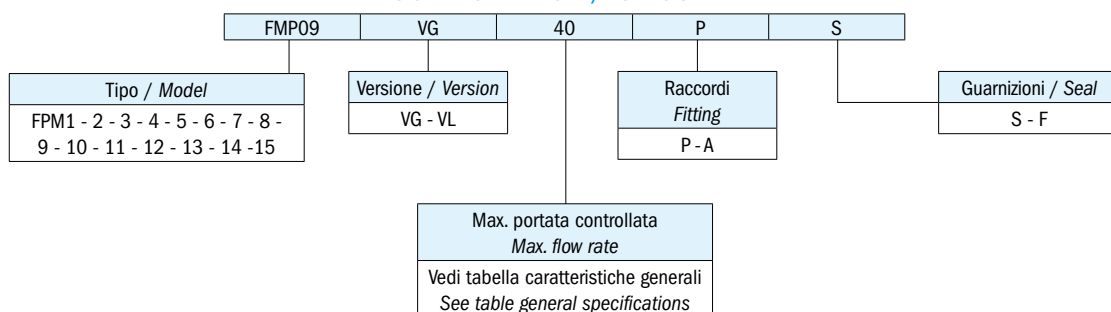 FMP09 VG 40 P S
Tipo / Model
FPM1 - 2 - 3 - 4 - 5 - 6 - 7 - 8 -
9 - 10 - 11 - 12 - 13 - 14 -15
Versione / Version
VG - VL
Raccordi
Fitting
P - A
Guarnizioni / Seal
S - F
Max. portata controllata
Max. flow rate
Vedi tabella caratteristiche generali
See table general specifications